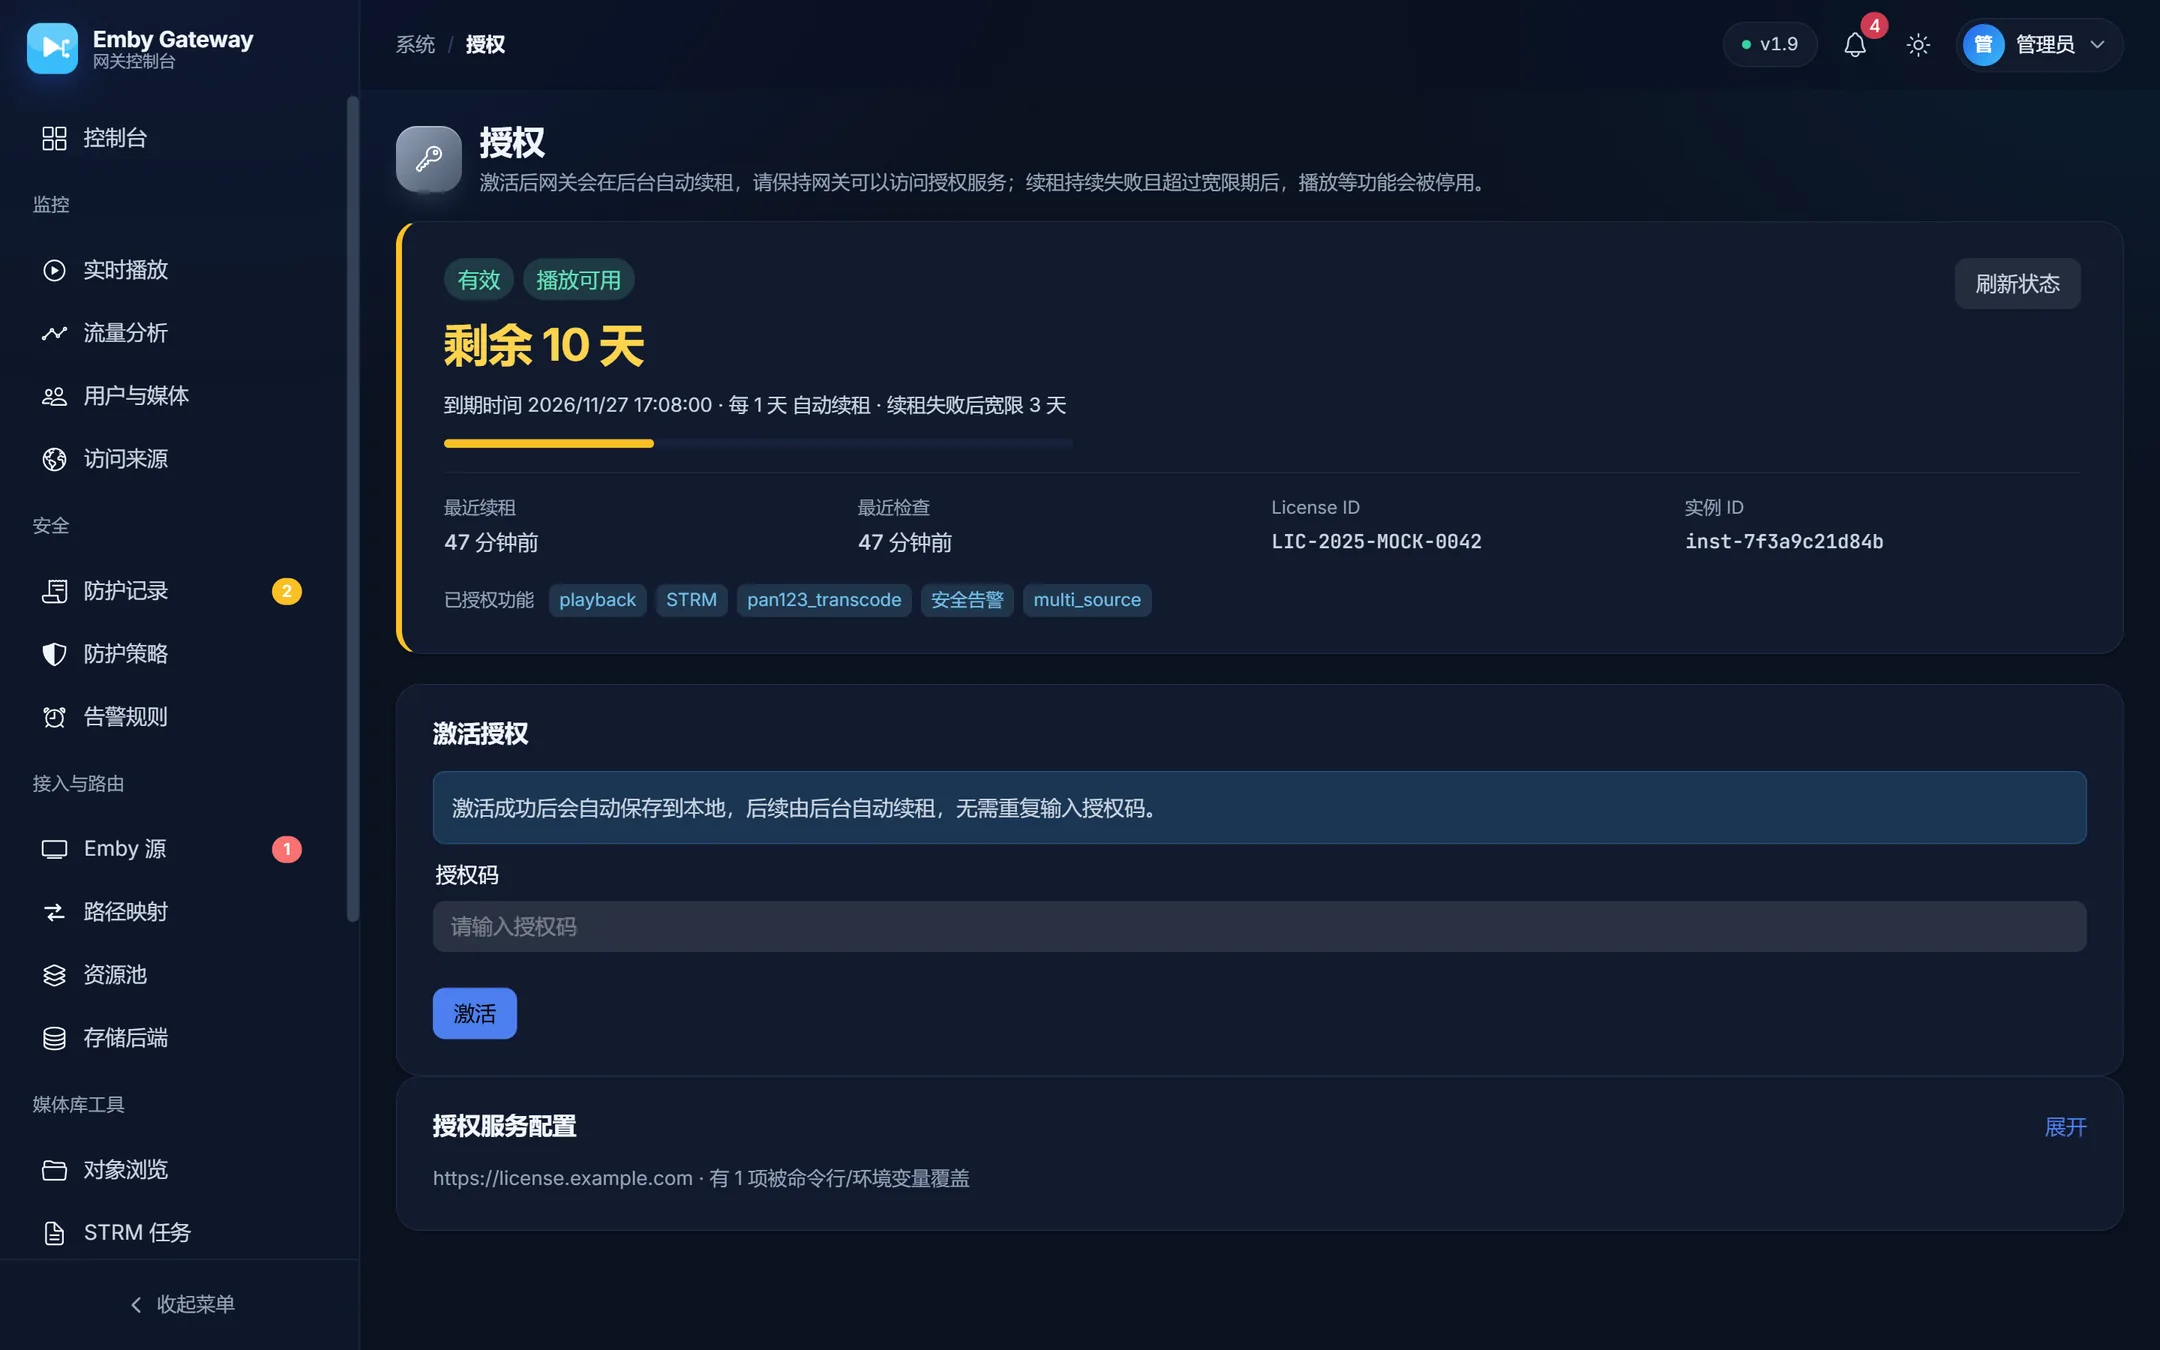 Emby Gateway
网关控制台
控制台
监控
实时播放
流量分析
用户与媒体
访问来源
安全
防护记录
2
防护策略
告警规则
接入与路由
Emby 源
1
路径映射
资源池
存储后端
媒体库工具
对象浏览
STRM 任务
收起菜单
系统 / 授权
v1.9
4
管
管理员
授权
激活后网关会在后台自动续租，请保持网关可以访问授权服务；续租持续失败且超过宽限期后，播放等功能会被停用。
有效
播放可用
刷新状态
剩余 10 天
到期时间 2026/11/27 17:08:00 · 每 1 天 自动续租 · 续租失败后宽限 3 天
最近续租
47 分钟前
最近检查
47 分钟前
License ID
LIC-2025-MOCK-0042
实例 ID
inst-7f3a9c21d84b
已授权功能 playback STRM pan123_transcode 安全告警 multi_source
激活授权
激活成功后会自动保存到本地，后续由后台自动续租，无需重复输入授权码。
授权码
请输入授权码
激活
授权服务配置
展开
https://license.example.com · 有 1 项被命令行/环境变量覆盖